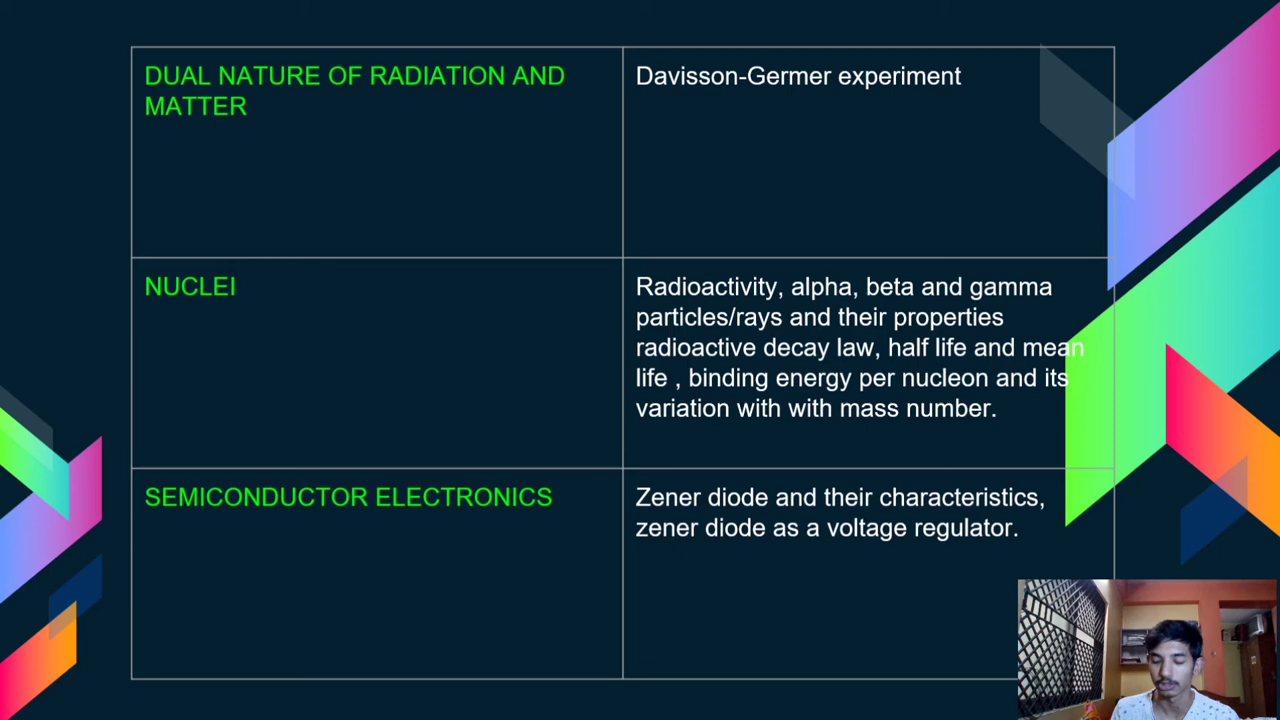 DUAL NATURE OF RADIATION AND
MATTER
Davisson-Germer experiment
NUCLEI
Radioactivity, alpha, beta and gamma
particles/rays and their properties
radioactive decay law, half life and mean
life , binding energy per nucleon and its
variation with with mass number.
SEMICONDUCTOR ELECTRONICS
Zener diode and their characteristics,
zener diode as a voltage regulator.